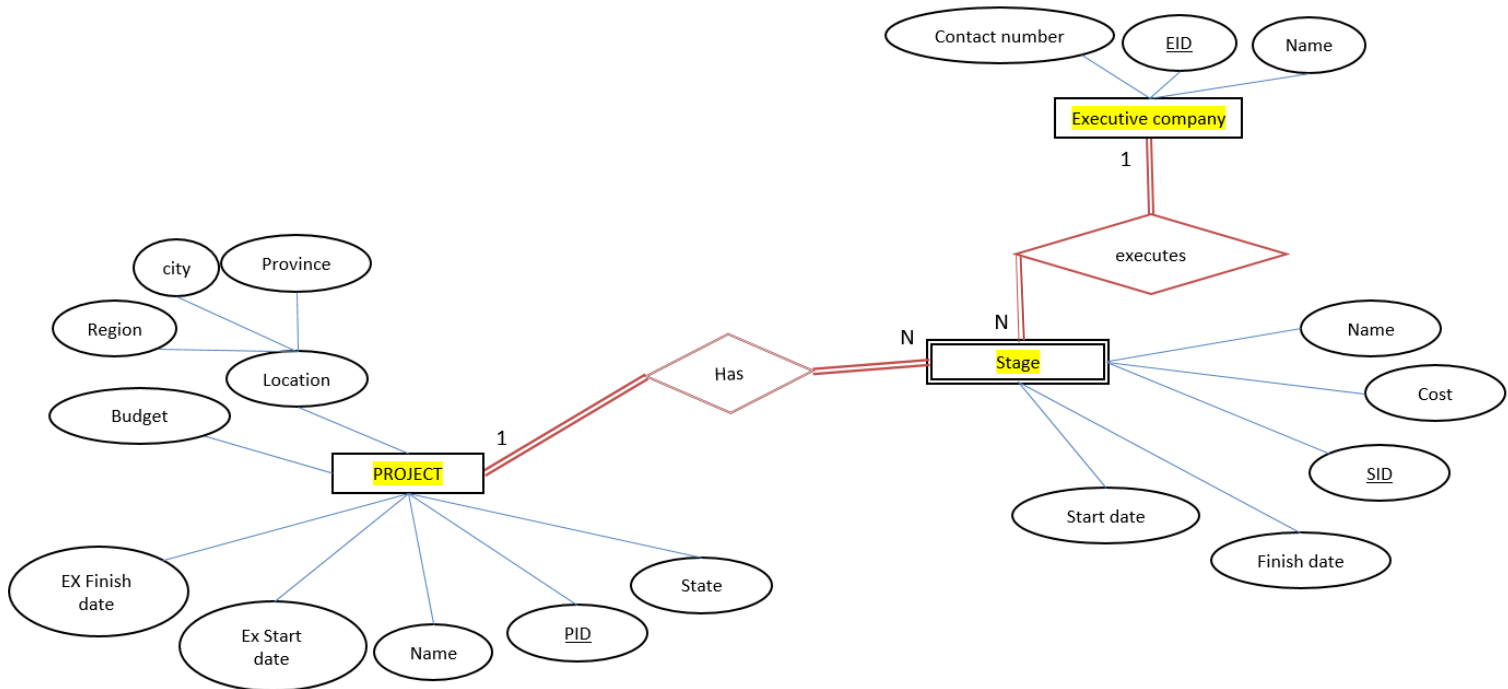 Contact number
EID
Name
Executive company
1
executes
city
Province
Region
Location
Budget
N
N
Has
Stage
Name
Cost
SID
Start date
Finish date
1
PROJECT
EX Finish
date
Ex Start
date
Name
PID
State